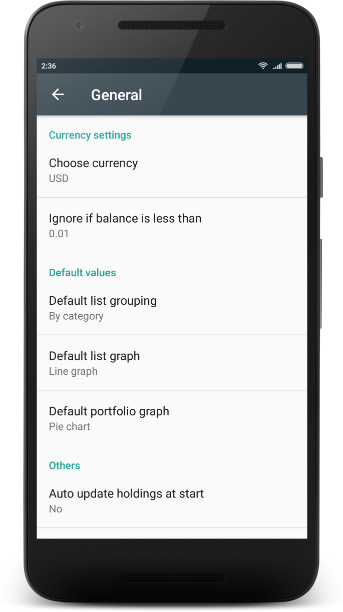 2:36
General
Currency settings
Choose currency
USD
Ignore if balance is less than
0.01
Default values
Default list grouping
By category
Default list graph
Line graph
Default portfolio graph
Pie chart
Others
Auto update holdings at start
No